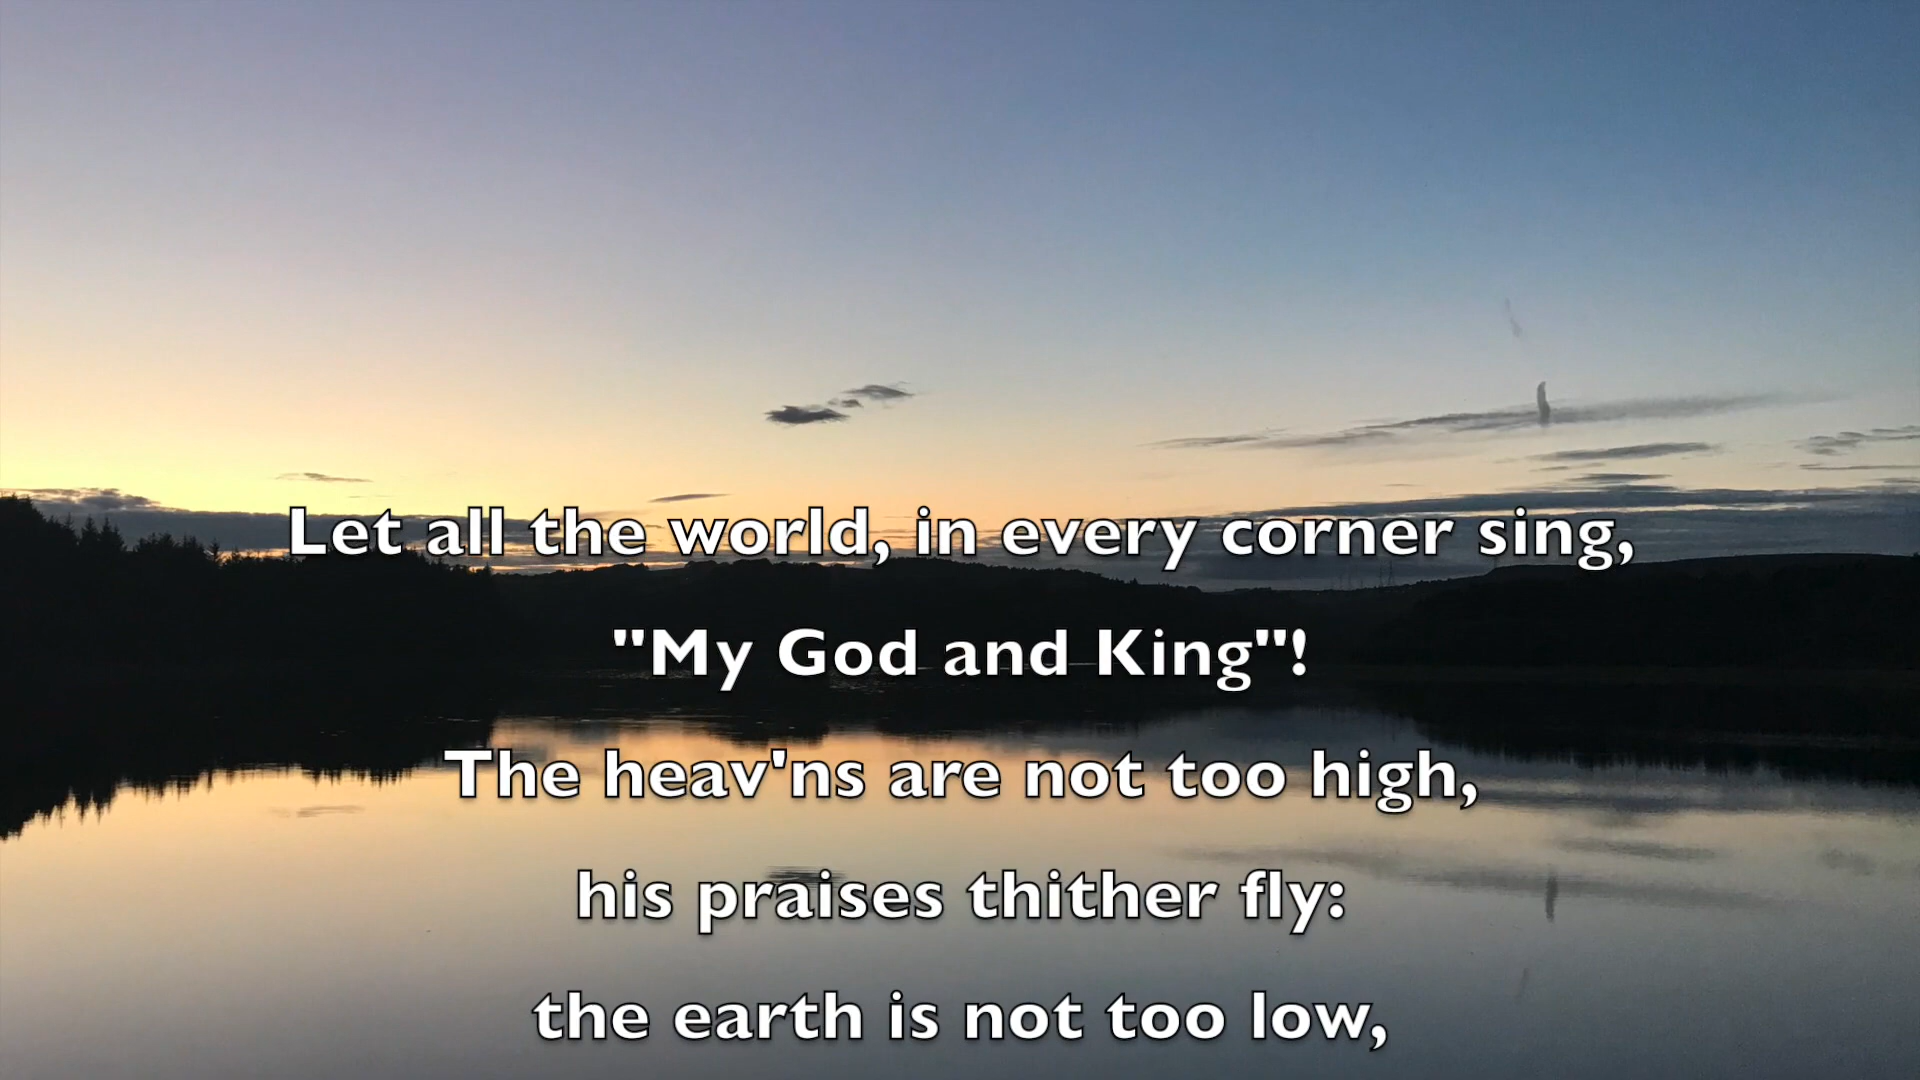 Let all the world, in every corner sing,
"My God and King"!
The heav'ns are not too high,
his praises thither fly:
the earth is not too low,